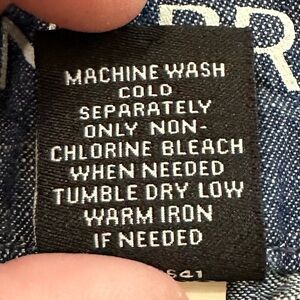 MACHINE WASH
COLD
SEPARATELY
ONLY NON-
CHLORINE BLEACH
WHEN NEEDED
TUMBLE DRY LOW
WARM IRON
IF NEEDED